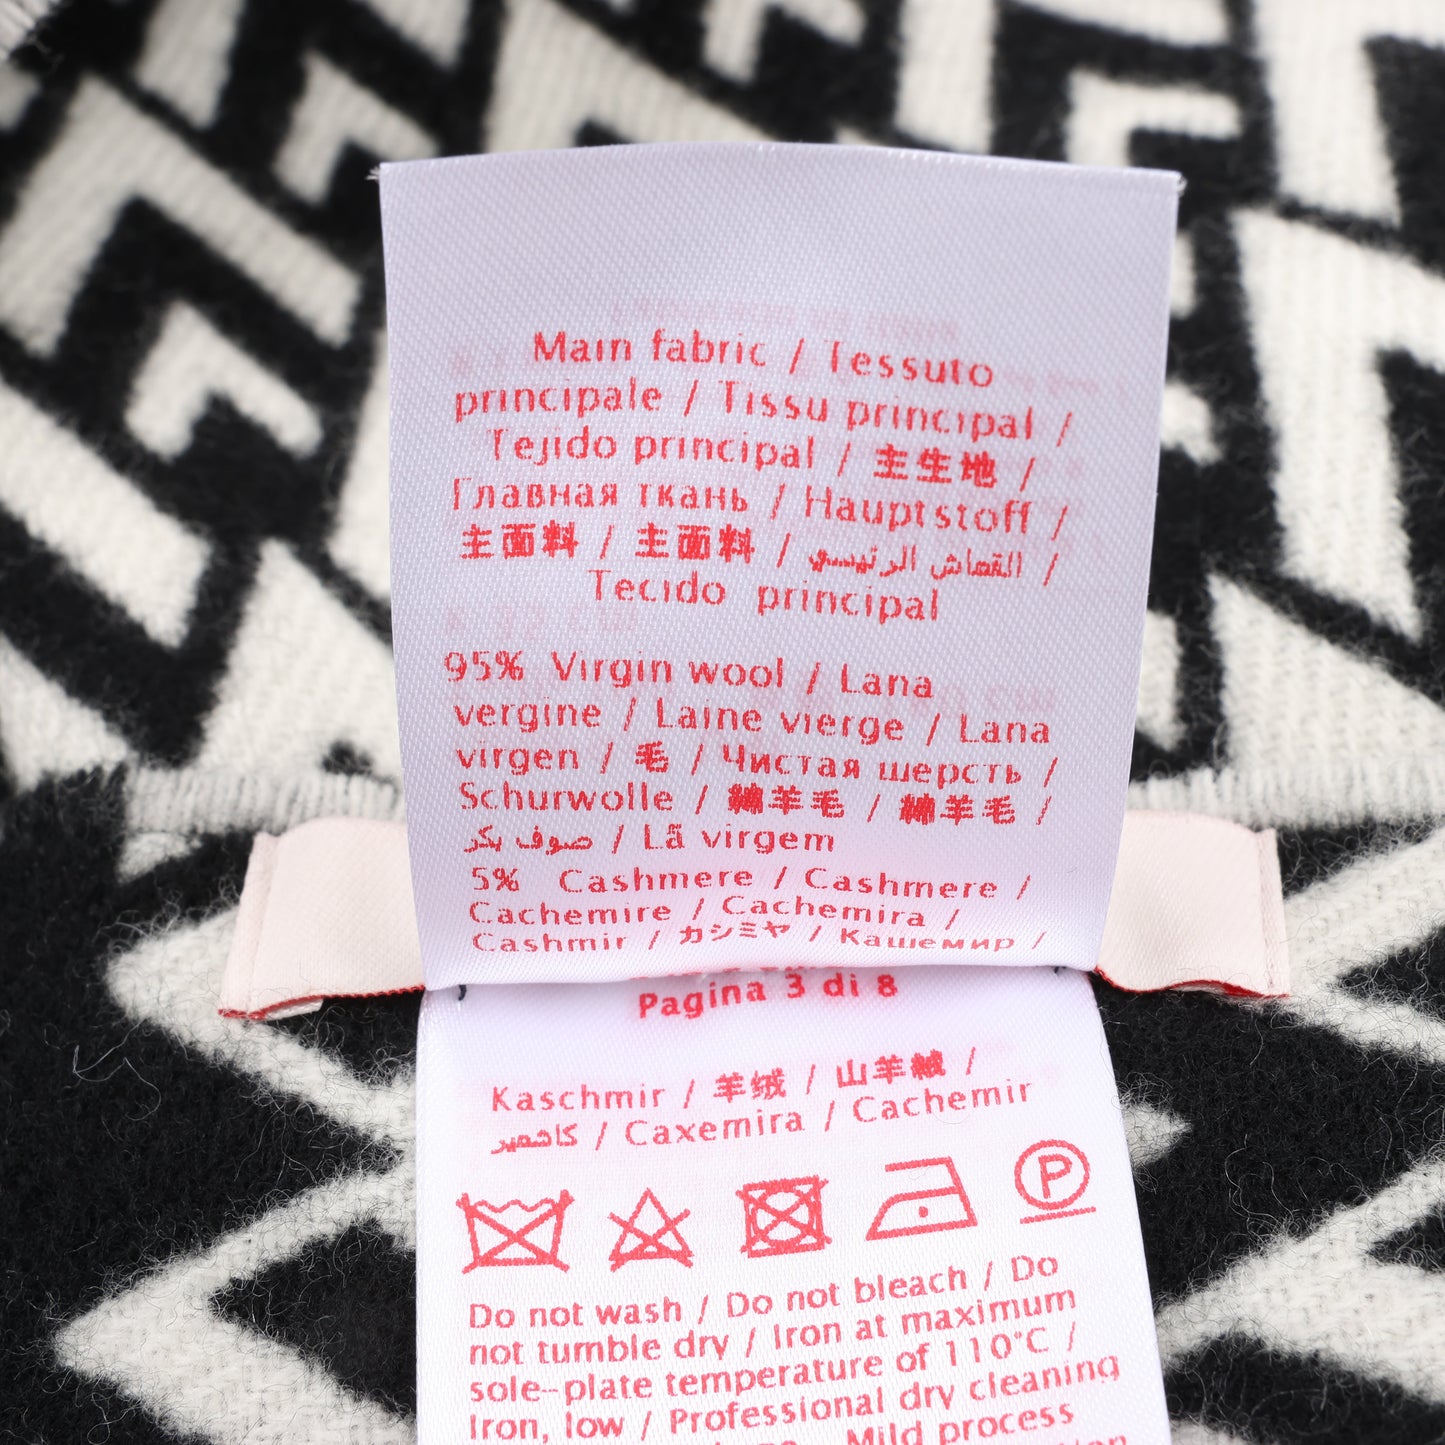 Main fabric / Tessuto
principale / Tissu principal /
Tejido principal / 主生地 /
Главная ткань / Hauptstoff /
主面料 / 主面料 / القماش الرئيسي /
Tecido principal
95% Virgin wool / Lana
vergine / Laine vierge / Lana
virgen / 毛 / Чистая шерсть /
Schurwolle / 綿羊毛 / 綿羊毛 /
صوف بكر / Lã virgem
5% Cashmere / Cashmere /
Cachemire / Cachemira /
Cashmir / カシミヤ / Кашемир /
Pagina 3 di 8
Kaschmir / 羊绒 / 山羊絨 /
كاشمير / Caxemira / Cachemir
P
Do not wash / Do not bleach / Do
not tumble dry / Iron at maximum
sole-plate temperature of 110°C /
Iron, low / Professional dry cleaning
Mild process